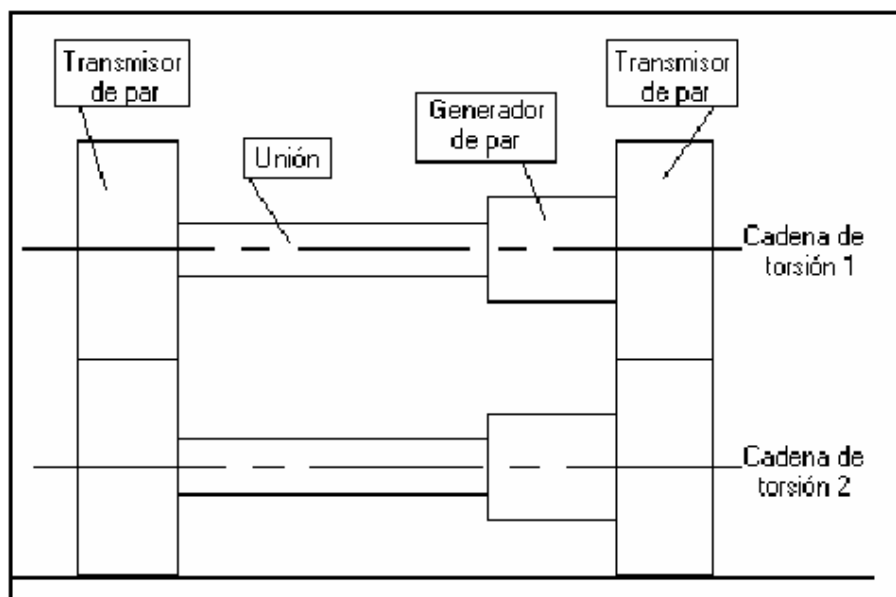 Transmisor
de par
Transmisor
de par
Generador
de par
Unión
Cadena de
torsión 1
Cadena de
torsión 2